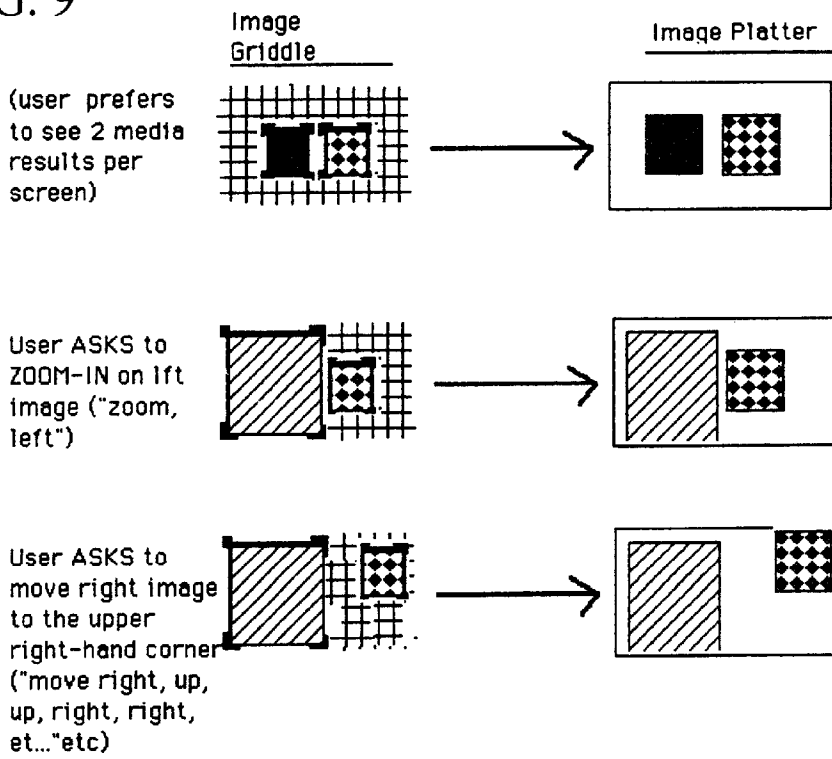 G. 9
Image
Griddle
Image Platter
(user prefers
to see 2 media
results per
screen)
User ASKS to
ZOOM-IN on lft
image ("zoom,
left")
User ASKS to
move right image
to the upper
right-hand corner
("move right, up,
up, right, right,
et..."etc)